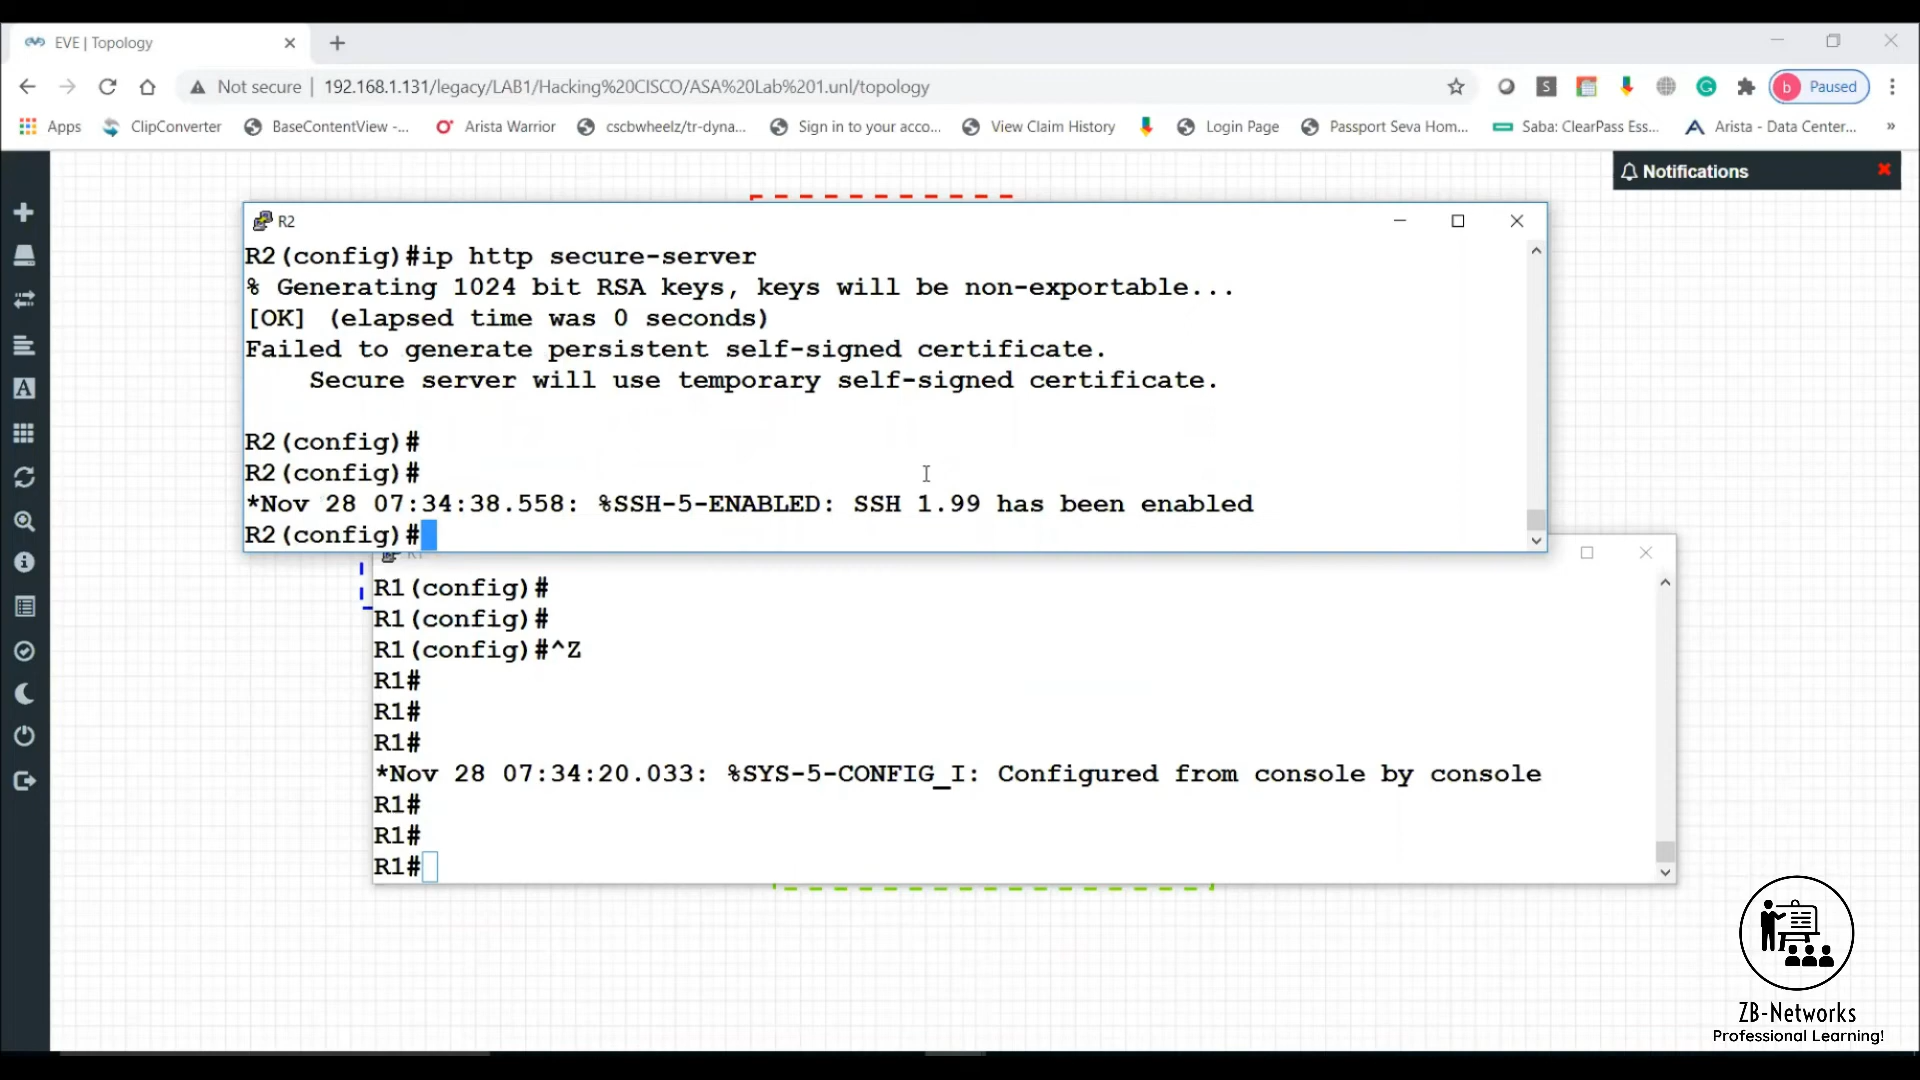 EVE | Topology
Not secure | 192.168.1.131/legacy/LAB1/Hacking%20CISCO/ASA%20Lab%201.unl/topology
S
b Paused
Apps ClipConverter BaseContentView -... Arista Warrior cscbwheelz/tr-dyna... Sign in to your acco... View Claim History Login Page Passport Seva Hom... Saba: ClearPass Ess... Arista - Data Center... »
Notifications
R2
R2(config)#ip http secure-server
% Generating 1024 bit RSA keys, keys will be non-exportable...
[OK] (elapsed time was 0 seconds)
Failed to generate persistent self-signed certificate.
Secure server will use temporary self-signed certificate.
R2(config)#
R2(config)#
*Nov 28 07:34:38.558: %SSH-5-ENABLED: SSH 1.99 has been enabled
R2(config)#
R1(config)#
R1(config)#
R1(config)#^Z
R1#
R1#
R1#
*Nov 28 07:34:20.033: %SYS-5-CONFIG_I: Configured from console by console
R1#
R1#
R1#
ZB-Networks
Professional Learning!